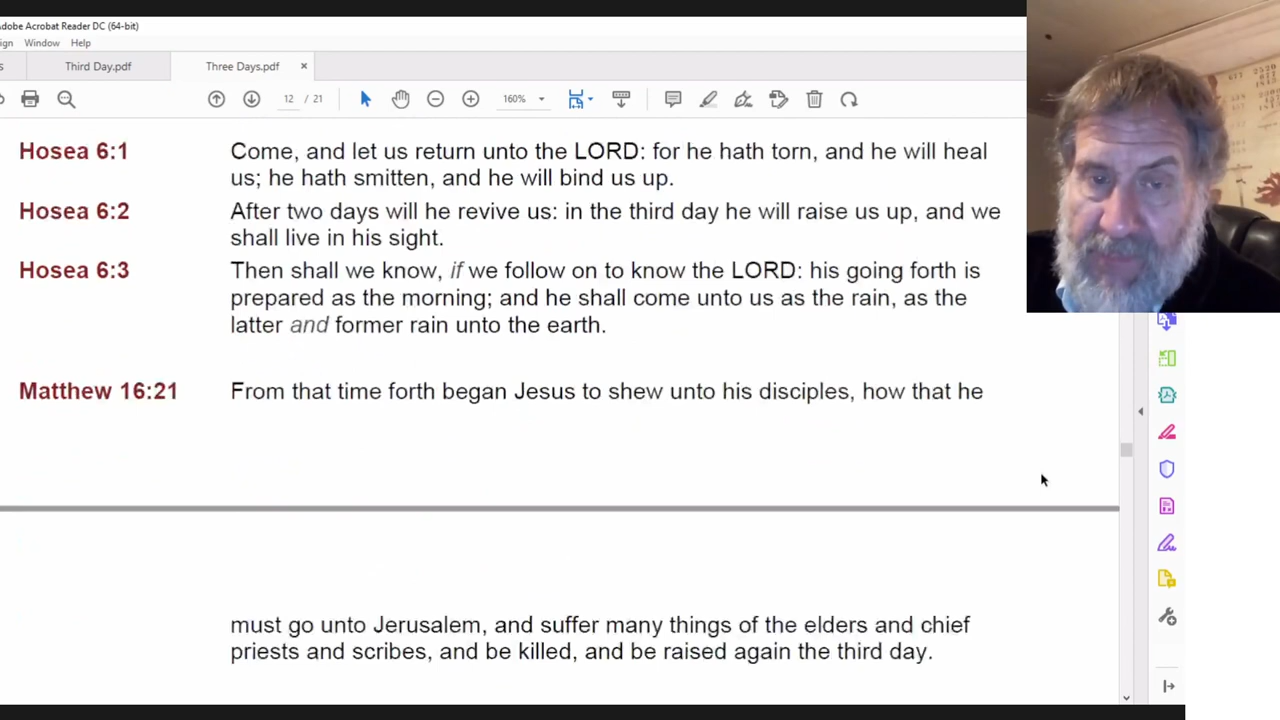 Adobe Acrobat Reader DC (64-bit)
Window Help
Third Day.pdf Three Days.pdf ×
12 / 21 160%
Hosea 6:1 Come, and let us return unto the LORD: for he hath torn, and he will heal
us; he hath smitten, and he will bind us up.
Hosea 6:2 After two days will he revive us: in the third day he will raise us up, and we
shall live in his sight.
Hosea 6:3 Then shall we know, if we follow on to know the LORD: his going forth is
prepared as the morning; and he shall come unto us as the rain, as the
latter and former rain unto the earth.
Matthew 16:21 From that time forth began Jesus to shew unto his disciples, how that he
must go unto Jerusalem, and suffer many things of the elders and chief
priests and scribes, and be killed, and be raised again the third day.
677 2520